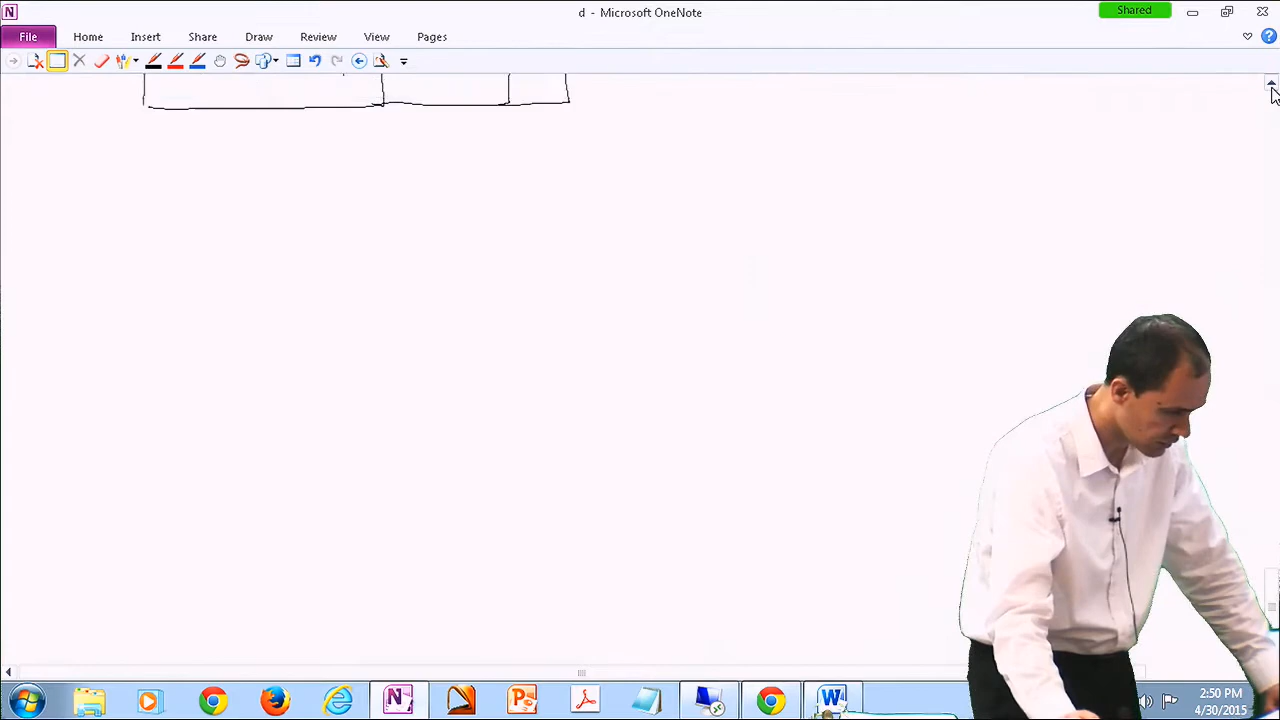 d - Microsoft OneNote
Shared
File Home Insert Share Draw Review View Pages
2:50 PM
4/30/2015